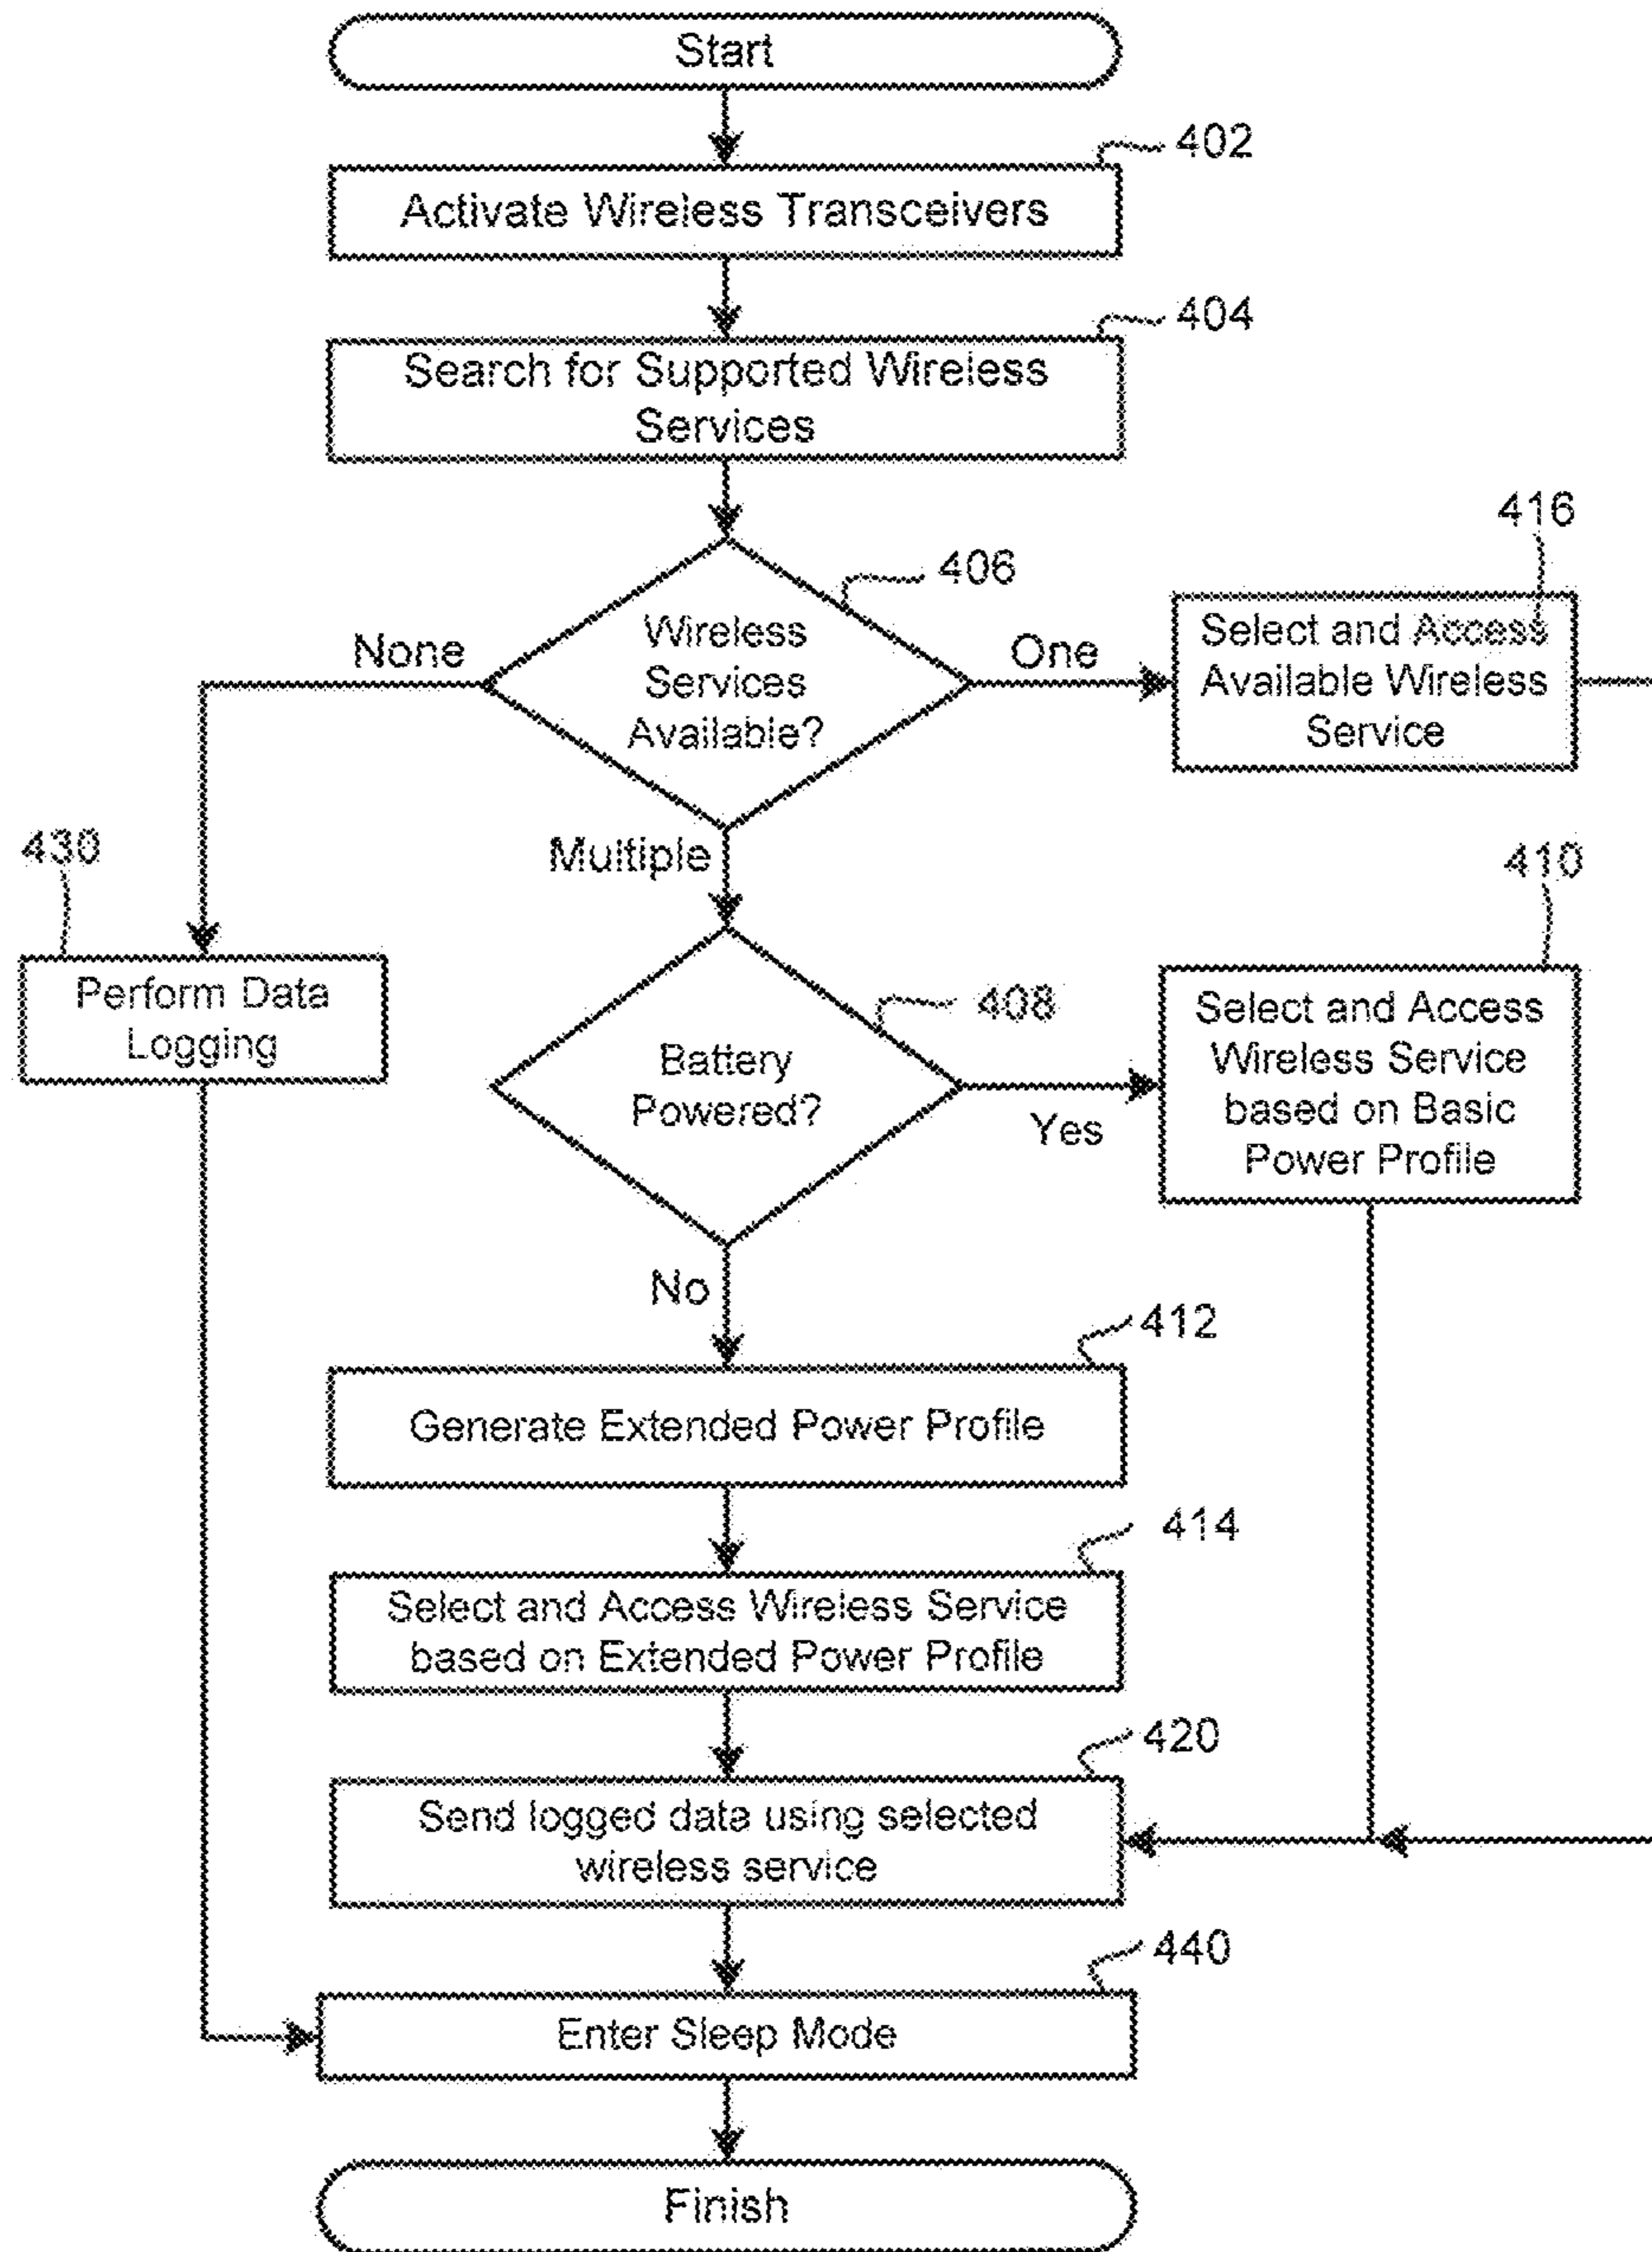 Start
402
Activate Wireless Transceivers
404
Search for Supported Wireless
Services
406
Wireless
Services
Available?
None
One
416
Select and Access
Available Wireless
Service
Multiple
430
Perform Data
Logging
408
Battery
Powered?
Yes
410
Select and Access
Wireless Service
based on Basic
Power Profile
No
412
Generate Extended Power Profile
414
Select and Access Wireless Service
based on Extended Power Profile
420
Send logged data using selected
wireless service
440
Enter Sleep Mode
Finish